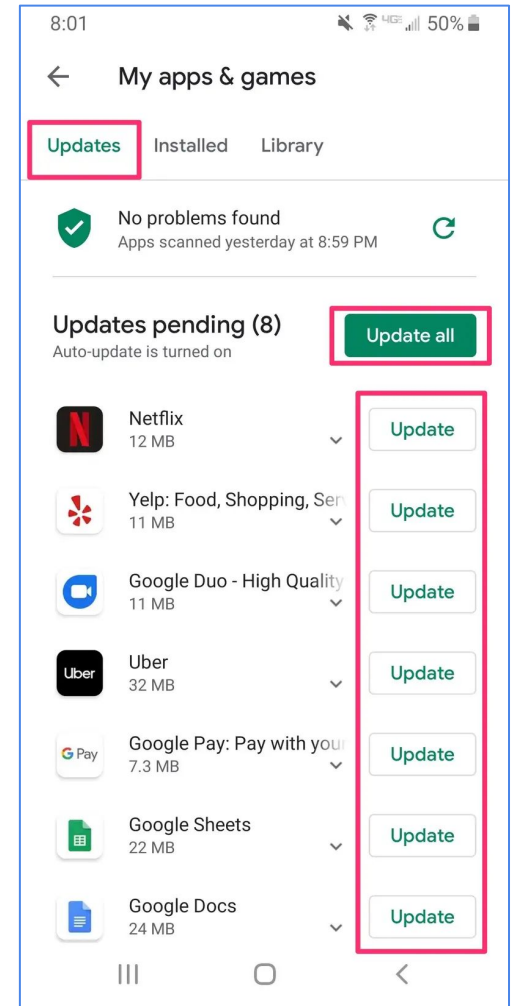 8:01 4GE 50%
My apps & games
Updates Installed Library
No problems found
Apps scanned yesterday at 8:59 PM
Updates pending (8)
Update all
Auto-update is turned on
N
Netflix
12 MB
Update
Yelp: Food, Shopping, Ser
11 MB
Update
Google Duo - High Quality
11 MB
Update
Uber
Uber
32 MB
Update
G Pay
Google Pay: Pay with your
7.3 MB
Update
Google Sheets
22 MB
Update
Google Docs
24 MB
Update